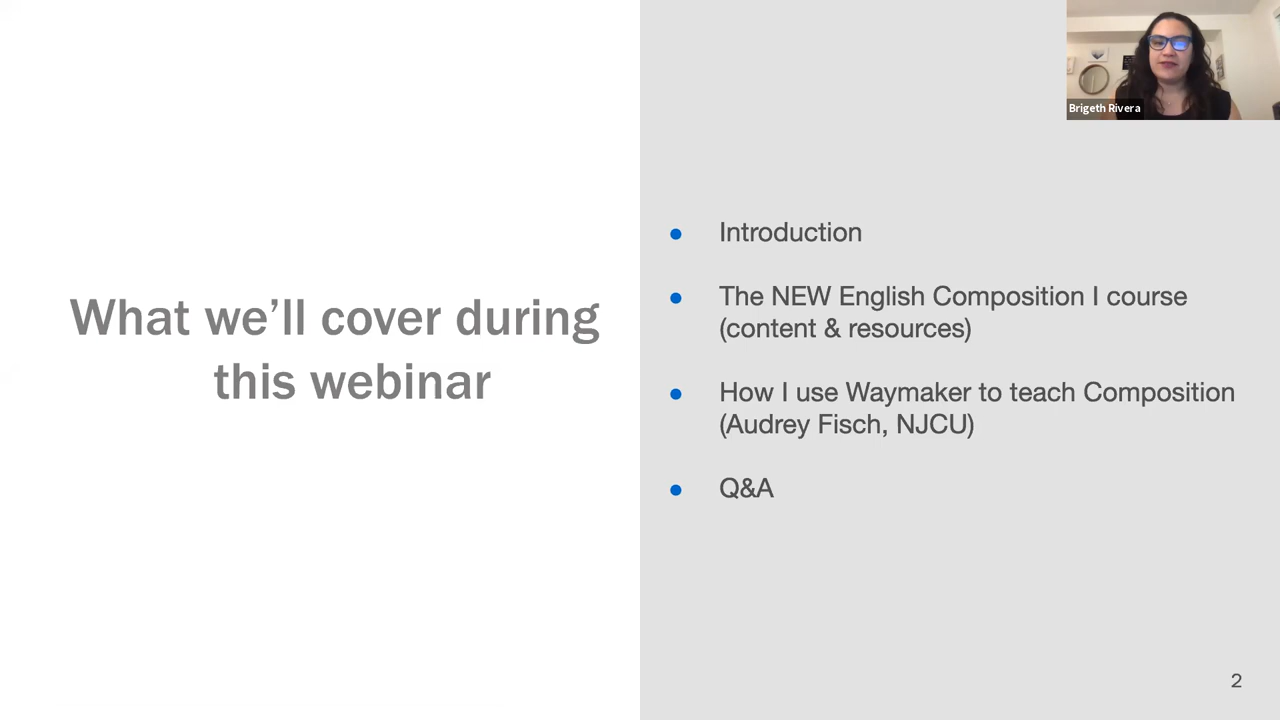 Brigeth Rivera
What we'll cover during
this webinar
● Introduction
● The NEW English Composition I course
(content & resources)
● How I use Waymaker to teach Composition
(Audrey Fisch, NJCU)
● Q&A
2